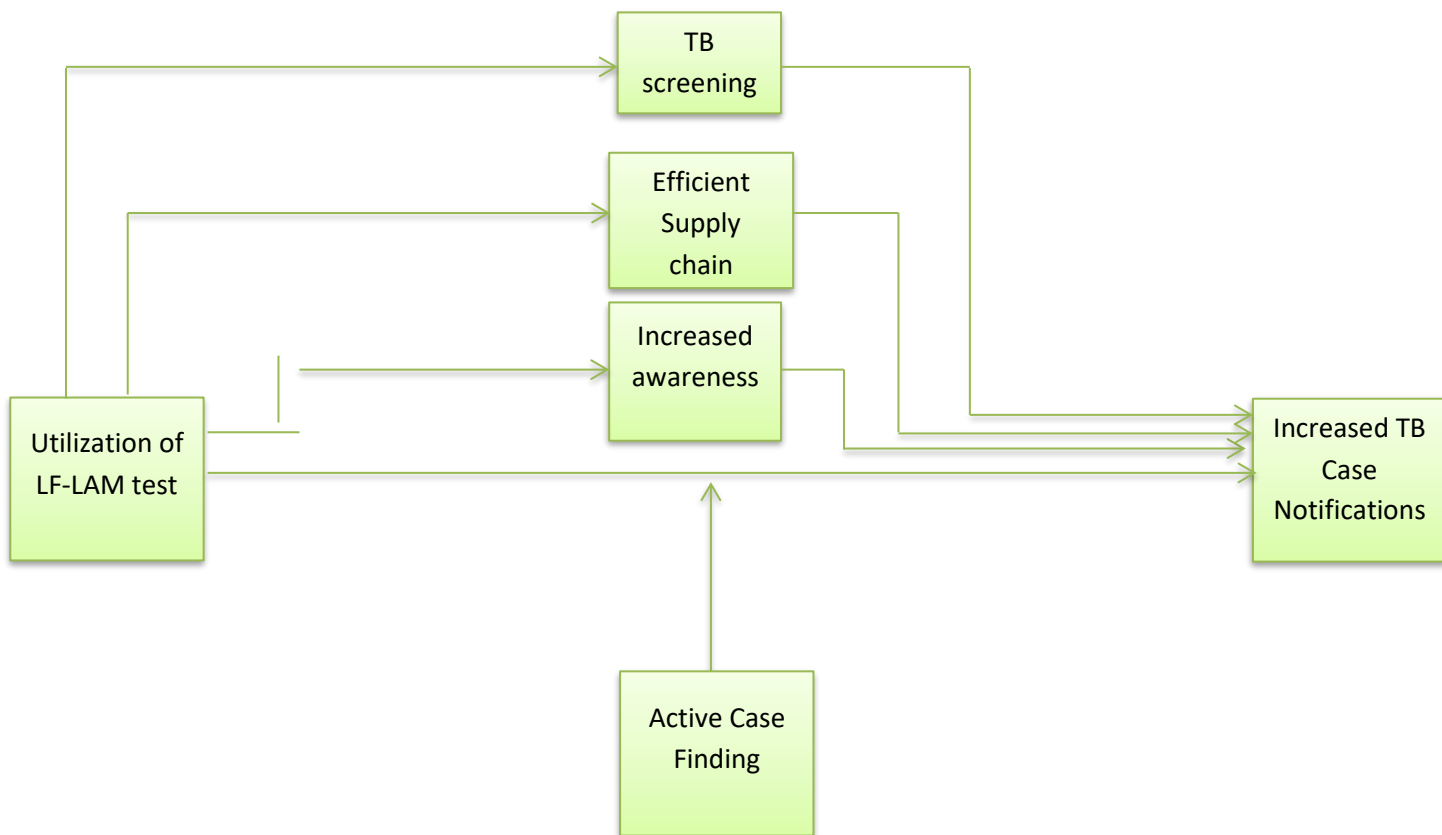 TB
screening
Efficient
Supply
chain
Increased
awareness
Utilization of
LF-LAM test
Increased TB
Case
Notifications
Active Case
Finding